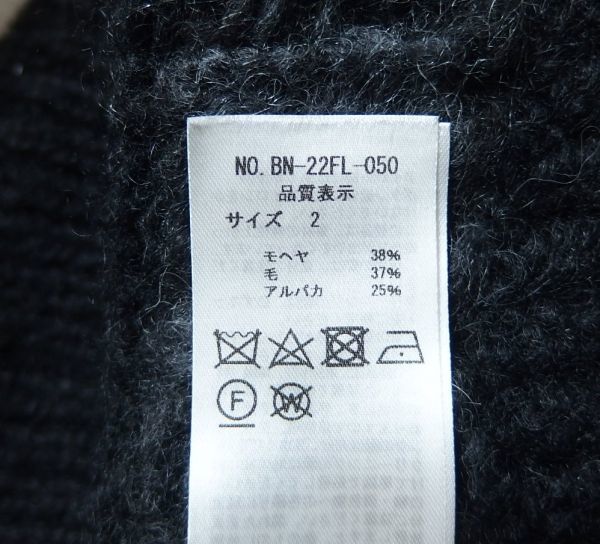 NO. BN-22FL-050
品質表示
サイズ 2
モヘヤ 38%
毛 37%
アルパカ 25%
F W